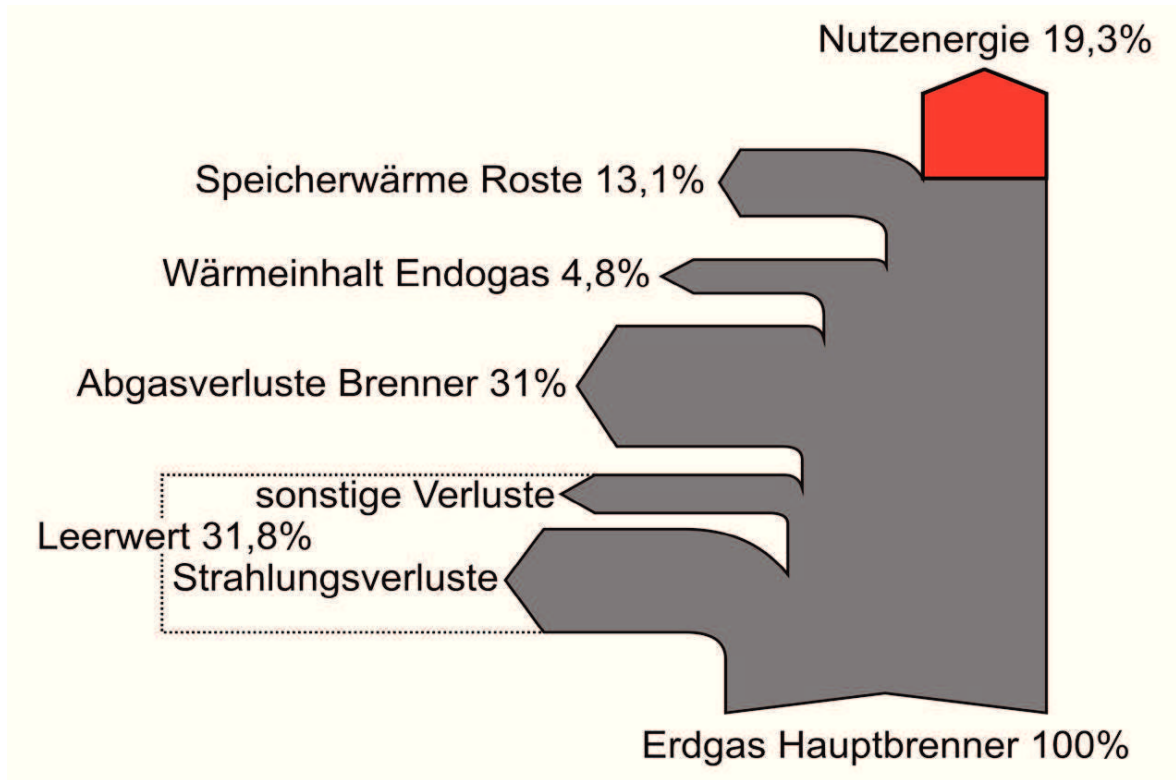 Nutzenergie 19,3%
Speicherwärme Roste 13,1%
Wärmeinhalt Endogas 4,8%
Abgasverluste Brenner 31%
sonstige Verluste
Leerwert 31,8%
Strahlungsverluste
Erdgas Hauptbrenner 100%